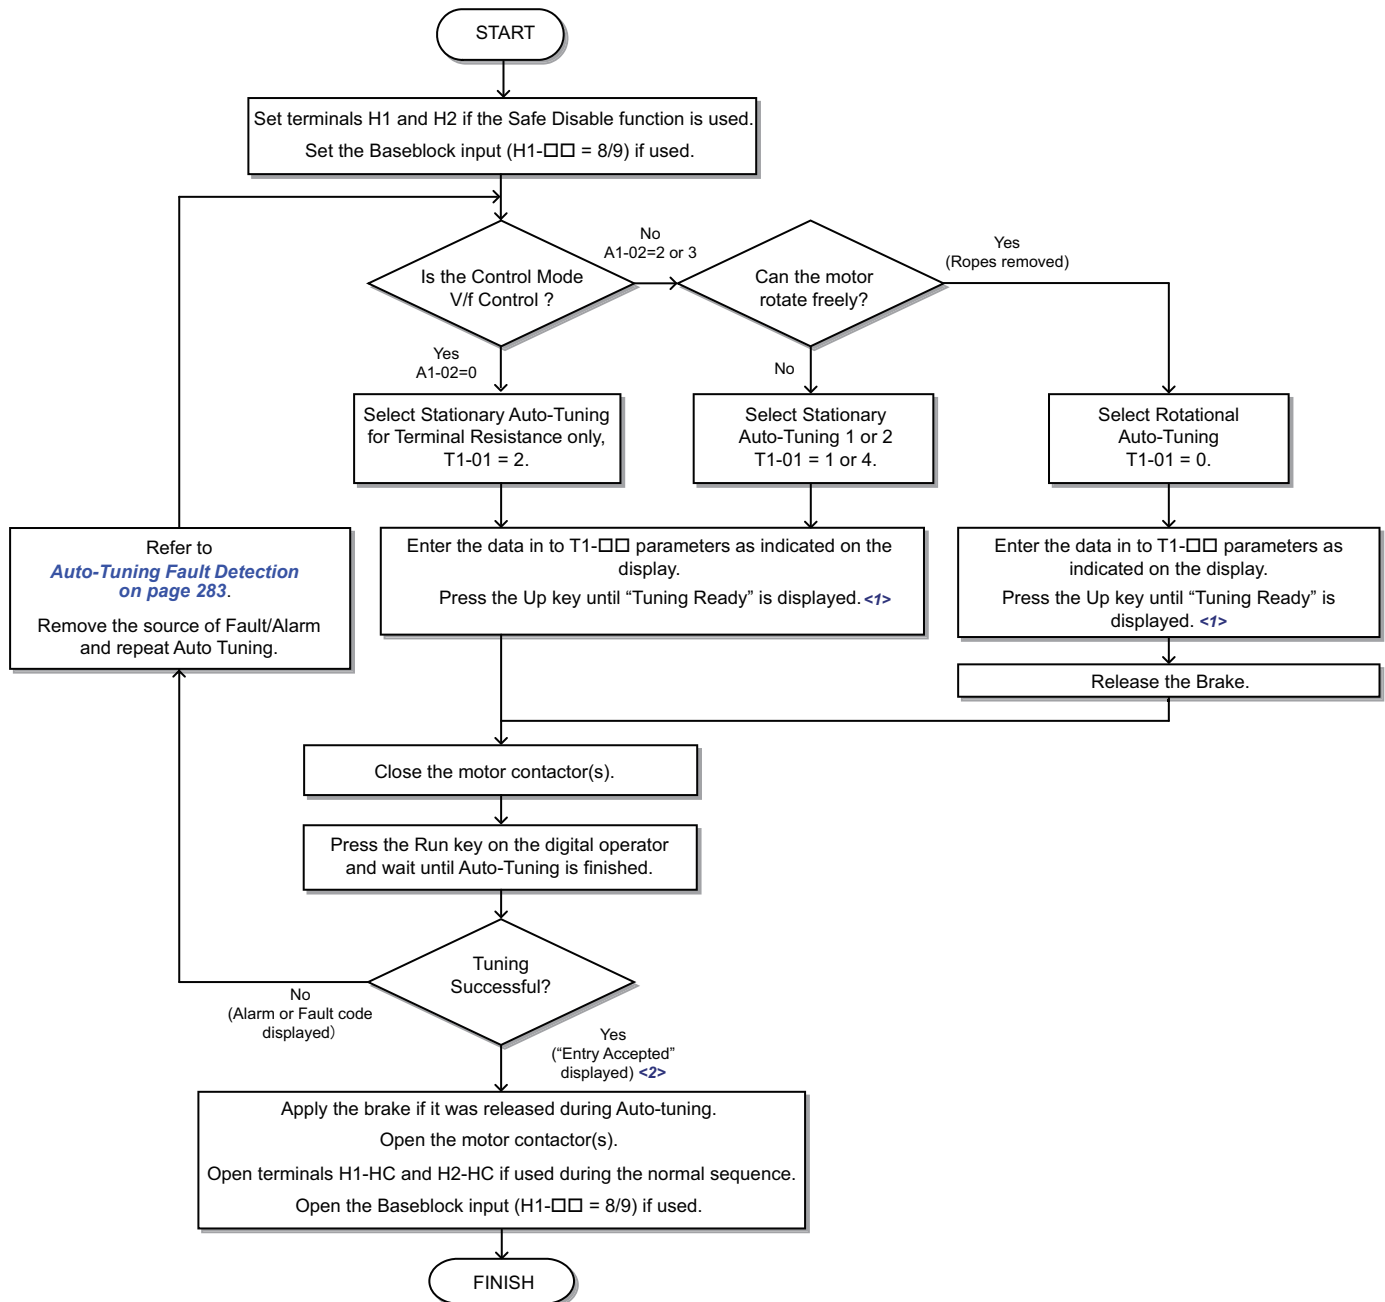 START
Set terminals H1 and H2 if the Safe Disable function is used.
Set the Baseblock input (H1-□□ = 8/9) if used.
Is the Control Mode
V/f Control ?
No
A1-02=2 or 3
Can the motor
rotate freely?
Yes
(Ropes removed)
Yes
A1-02=0
No
Select Stationary Auto-Tuning
for Terminal Resistance only,
T1-01 = 2.
Select Stationary
Auto-Tuning 1 or 2
T1-01 = 1 or 4.
Select Rotational
Auto-Tuning
T1-01 = 0.
Refer to
Auto-Tuning Fault Detection
on page 283.
Remove the source of Fault/Alarm
and repeat Auto Tuning.
Enter the data in to T1-□□ parameters as indicated on the
display.
Press the Up key until “Tuning Ready” is displayed. <1>
Enter the data in to T1-□□ parameters as
indicated on the display.
Press the Up key until “Tuning Ready” is
displayed. <1>
Release the Brake.
Close the motor contactor(s).
Press the Run key on the digital operator
and wait until Auto-Tuning is finished.
Tuning
Successful?
No
(Alarm or Fault code
displayed)
Yes
(“Entry Accepted”
displayed) <2>
Apply the brake if it was released during Auto-tuning.
Open the motor contactor(s).
Open terminals H1-HC and H2-HC if used during the normal sequence.
Open the Baseblock input (H1-□□ = 8/9) if used.
FINISH